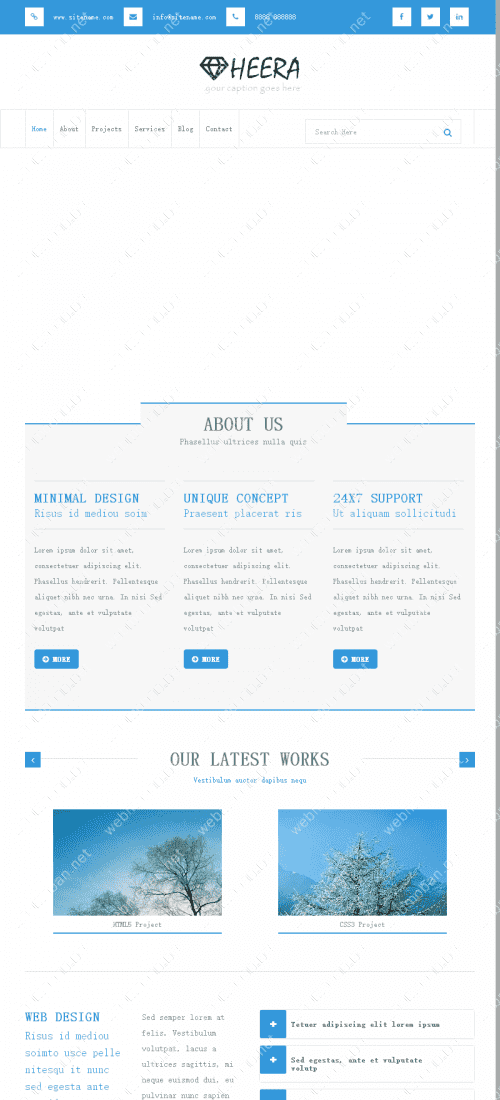 www.sitename.com info@sitename.com 8888 888888
HEERA
your caption goes here
Home About Projects Services Blog Contact Search Here
ABOUT US
Phasellus ultrices nulla quis
MINIMAL DESIGN
Risus id mediou soim
Lorem ipsum dolor sit amet,
consectetuer adipiscing elit.
Phasellus hendrerit. Pellentesque
aliquet nibh nec urna. In nisi Sed
egestas, ante et vulputate
volutpat
MORE
UNIQUE CONCEPT
Praesent placerat ris
Lorem ipsum dolor sit amet,
consectetuer adipiscing elit.
Phasellus hendrerit. Pellentesque
aliquet nibh nec urna. In nisi Sed
egestas, ante et vulputate
volutpat
MORE
24X7 SUPPORT
Ut aliquam sollicitudi
Lorem ipsum dolor sit amet,
consectetuer adipiscing elit.
Phasellus hendrerit. Pellentesque
aliquet nibh nec urna. In nisi Sed
egestas, ante et vulputate
volutpat
MORE
OUR LATEST WORKS
Vestibulum auctor dapibus nequ
HTML5 Project
CSS3 Project
WEB DESIGN
Risus id mediou
soimto usce pelle
nitesqu it nunc
sed egesta ante
Sed semper lorem at
felis. Vestibulum
volutpat, lacus a
ultrices sagittis, mi
neque euismod dui, eu
pulvinar nunc sapien
Tetuer adipiscing elit lorem ipsum
Sed egestas, ante et vulputate
volutp